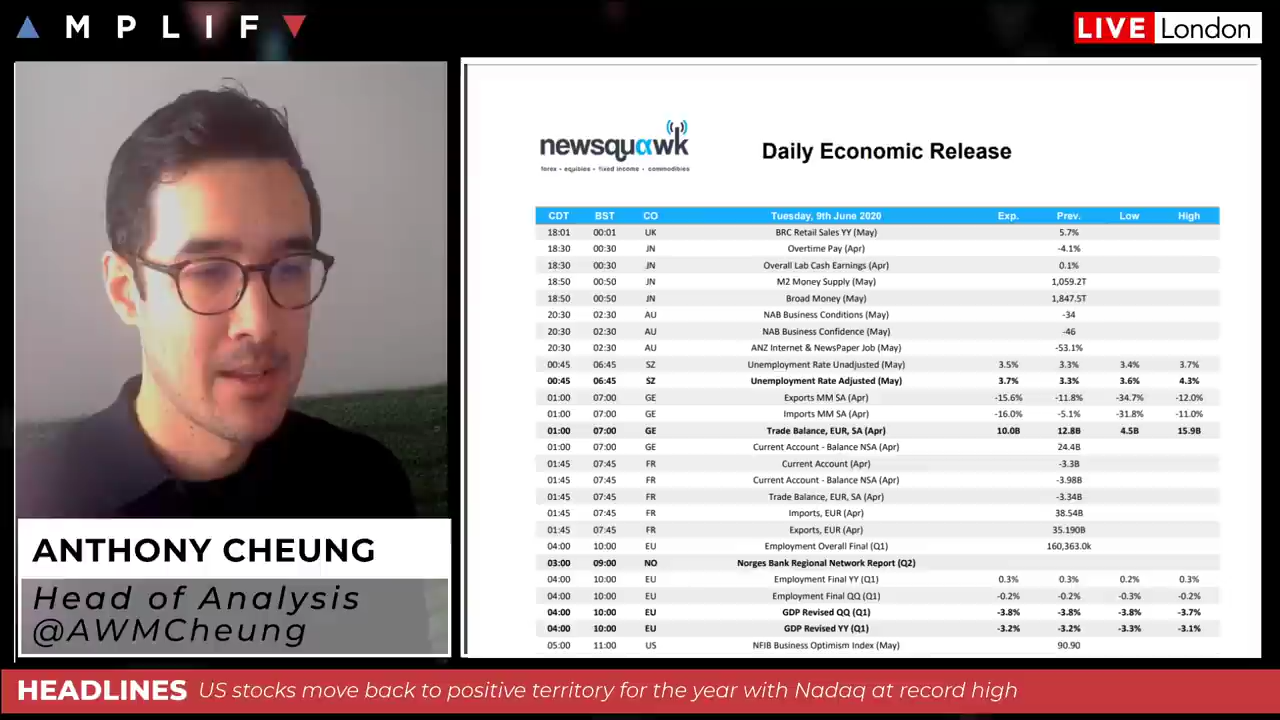 AMPLIFY
LIVE London
newsquawk
forex • equities • fixed income • commodities
Daily Economic Release
CDT BST CO Tuesday, 9th June 2020 Exp. Prev. Low High
18:01 00:01 UK BRC Retail Sales YY (May) 5.7%
18:30 00:30 JN Overtime Pay (Apr) -4.1%
18:30 00:30 JN Overall Lab Cash Earnings (Apr) 0.1%
18:50 00:50 JN M2 Money Supply (May) 1,059.2T
18:50 00:50 JN Broad Money (May) 1,847.5T
20:30 02:30 AU NAB Business Conditions (May) -34
20:30 02:30 AU NAB Business Confidence (May) -46
20:30 02:30 AU ANZ Internet & NewsPaper Job (May) -53.1%
00:45 06:45 SZ Unemployment Rate Unadjusted (May) 3.5% 3.3% 3.4% 3.7%
00:45 06:45 SZ Unemployment Rate Adjusted (May) 3.7% 3.3% 3.6% 4.3%
01:00 07:00 GE Exports MM SA (Apr) -15.6% -11.8% -34.7% -12.0%
01:00 07:00 GE Imports MM SA (Apr) -16.0% -5.1% -31.8% -11.0%
01:00 07:00 GE Trade Balance, EUR, SA (Apr) 10.0B 12.8B 4.5B 15.9B
01:00 07:00 GE Current Account - Balance NSA (Apr) 24.4B
01:45 07:45 FR Current Account (Apr) -3.3B
01:45 07:45 FR Current Account - Balance NSA (Apr) -3.98B
01:45 07:45 FR Trade Balance, EUR, SA (Apr) -3.34B
01:45 07:45 FR Imports, EUR (Apr) 38.54B
01:45 07:45 FR Exports, EUR (Apr) 35.190B
04:00 10:00 EU Employment Overall Final (Q1) 160,363.0k
03:00 09:00 NO Norges Bank Regional Network Report (Q2)
04:00 10:00 EU Employment Final YY (Q1) 0.3% 0.3% 0.2% 0.3%
04:00 10:00 EU Employment Final QQ (Q1) -0.2% -0.2% -0.3% -0.2%
04:00 10:00 EU GDP Revised QQ (Q1) -3.8% -3.8% -3.8% -3.7%
04:00 10:00 EU GDP Revised YY (Q1) -3.2% -3.2% -3.3% -3.1%
05:00 11:00 US NFIB Business Optimism Index (May) 90.90
ANTHONY CHEUNG
Head of Analysis
@AWMCheung
HEADLINES US stocks move back to positive territory for the year with Nadaq at record high